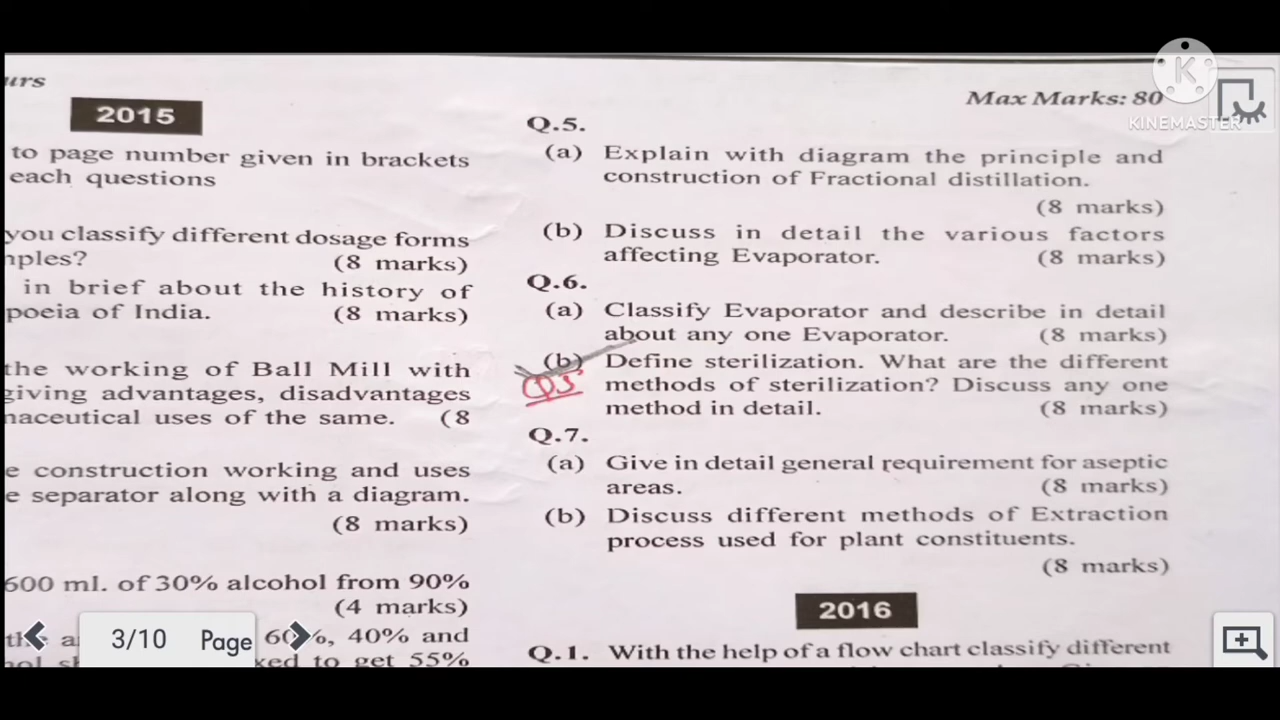 urs
2015
to page number given in brackets
each questions
you classify different dosage forms
ples?
(8 marks)
in brief about the history of
poeia of India.
(8 marks)
the working of Ball Mill with
giving advantages, disadvantages
naceutical uses of the same. (8
e construction working and uses
e separator along with a diagram.
(8 marks)
600 ml. of 30% alcohol from 90%
(4 marks)
60%, 40% and
xed to get 55%
3/10 Page
Max Marks: 80
KINEMASTER
Q.5.
(a) Explain with diagram the principle and
construction of Fractional distillation.
(8 marks)
(b) Discuss in detail the various factors
affecting Evaporator. (8 marks)
Q.6.
(a) Classify Evaporator and describe in detail
about any one Evaporator. (8 marks)
(b) Define sterilization. What are the different
methods of sterilization? Discuss any one
method in detail. (8 marks)
Q.7.
(a) Give in detail general requirement for aseptic
areas. (8 marks)
(b) Discuss different methods of Extraction
process used for plant constituents.
(8 marks)
2016
Q.1. With the help of a flow chart classify different